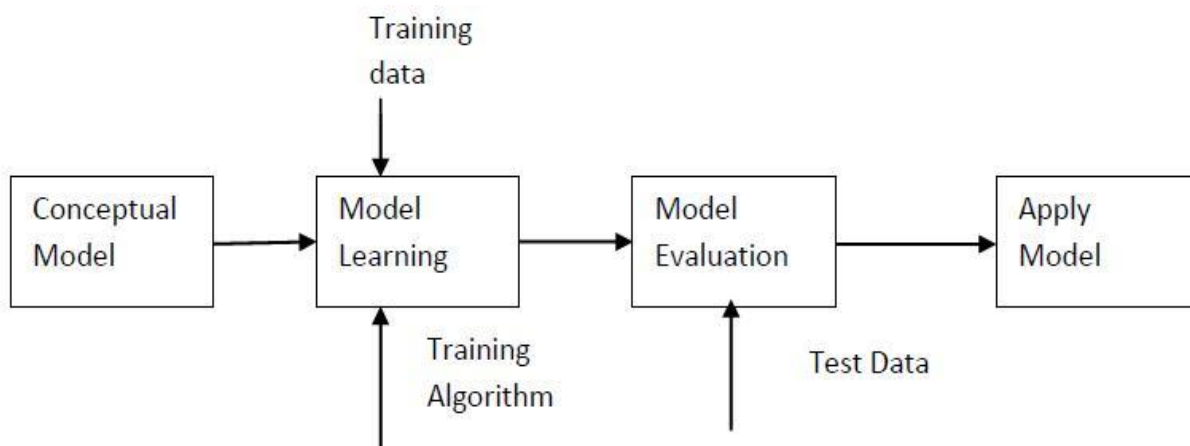 Training
data
Conceptual
Model
Model
Learning
Model
Evaluation
Apply
Model
Training
Algorithm
Test Data